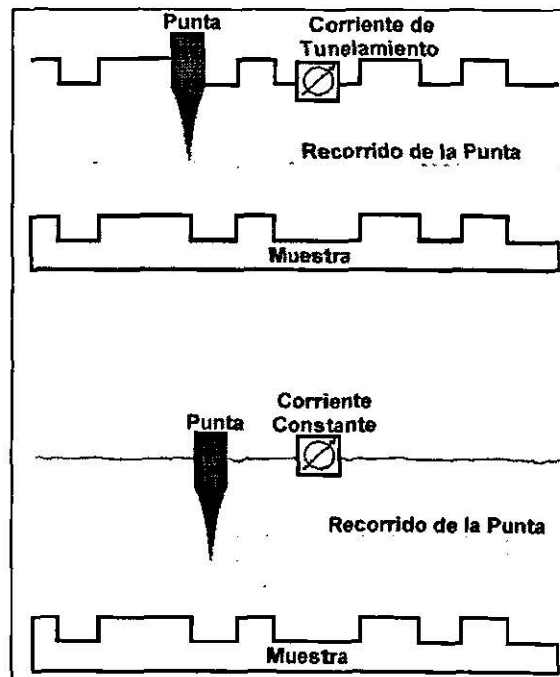 Punta
Corriente de
Tunelamiento
Recorrido de la Punta
Muestra
Punta
Corriente
Constante
Recorrido de la Punta
Muestra